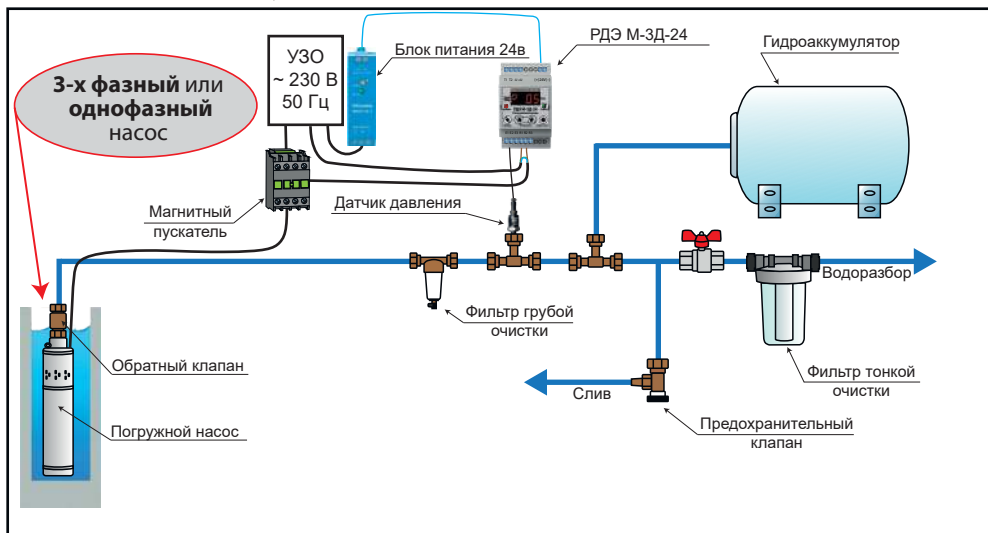 3-х фазный или
однофазный
насос
УЗО
~ 230 В
50 Гц
Блок питания 24в
РДЭ М-3Д-24
Гидроаккумулятор
Магнитный
пускатель
Датчик давления
Водоразбор
Фильтр грубой
очистки
Обратный клапан
Фильтр тонкой
очистки
Слив
Предохранительный
клапан
Погружной насос